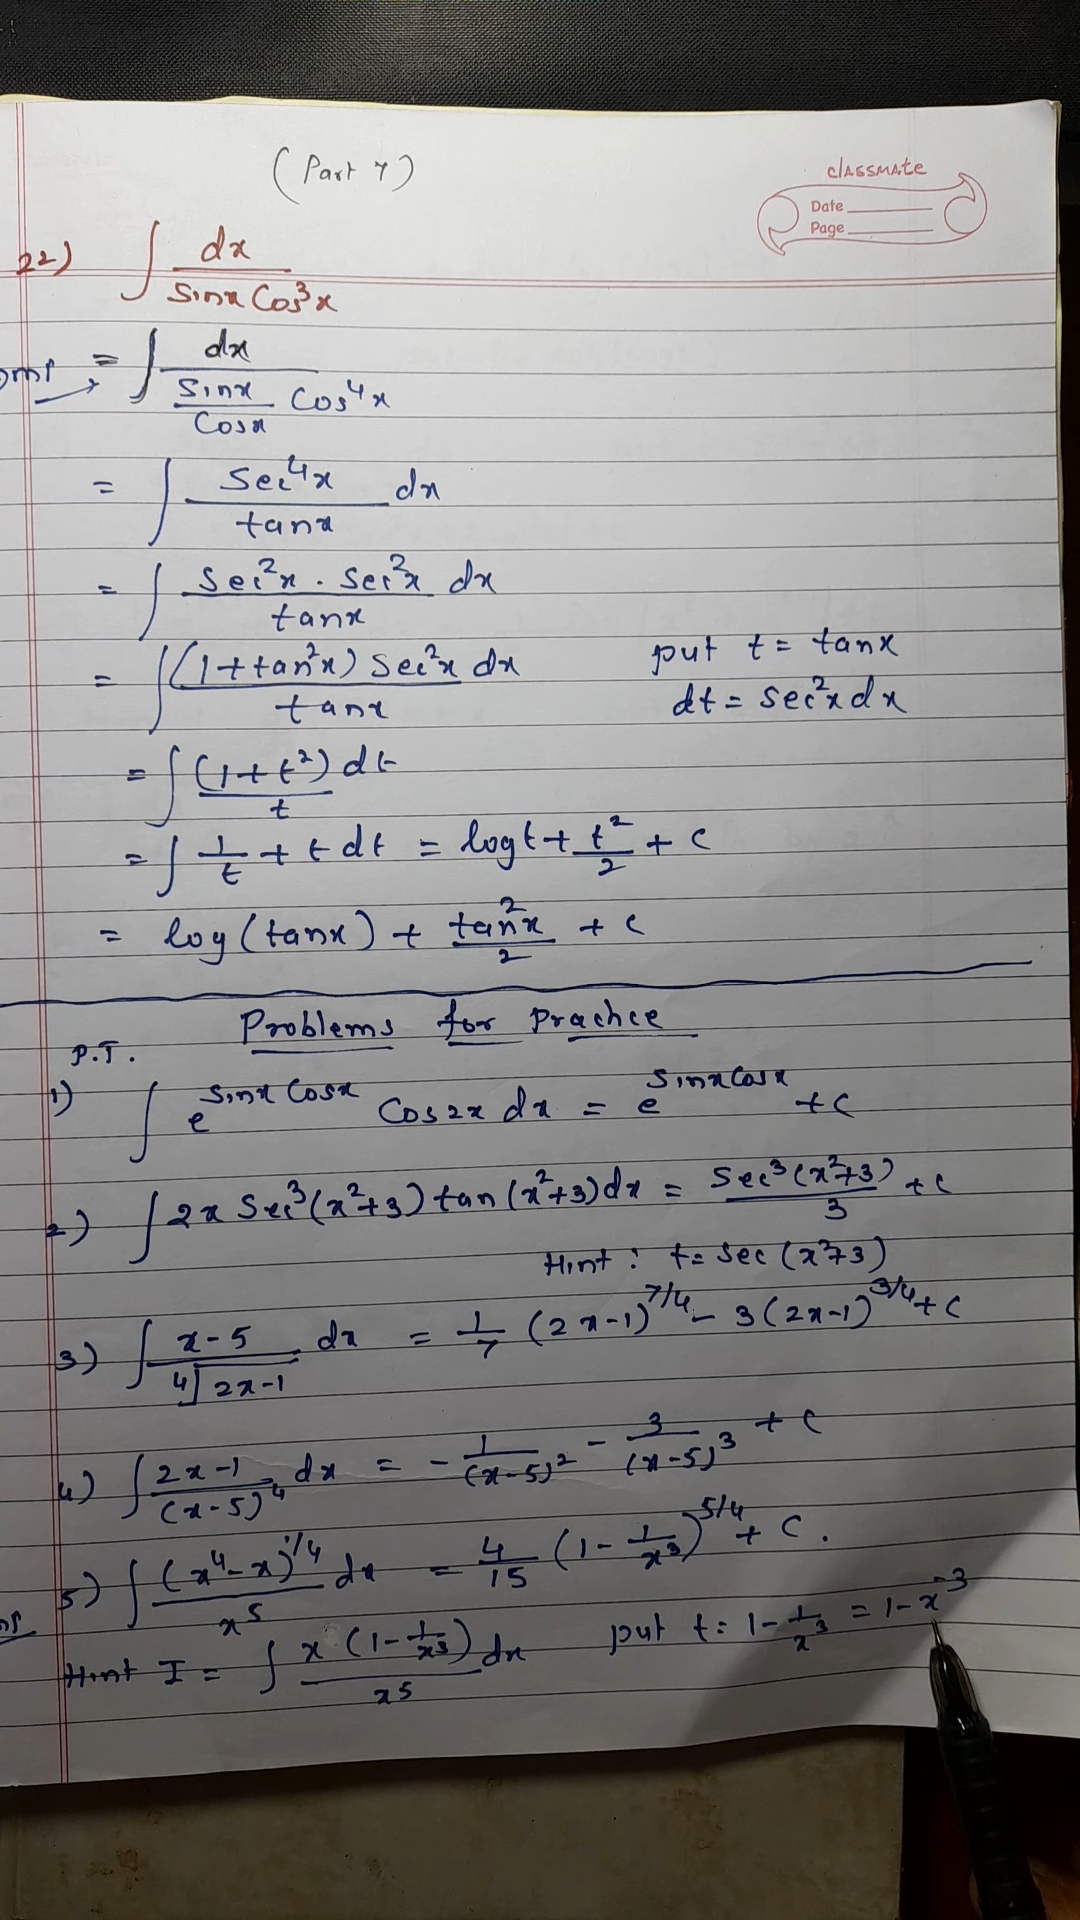 (Part 7)
classmate
Date
Page
22) ∫ dx / (sinx Cos³x)
= ∫ dx / ((sinx / Cosx) Cos⁴x)
= ∫ (Sec⁴x / tanx) dx
= ∫ (Sec²x . Sec²x / tanx) dx
= ∫ ((1 + tan²x) Sec²x / tanx) dx put t = tanx
dt = Sec²x dx
= ∫ ((1 + t²) / t) dt
= ∫ 1/t + t dt = log t + t²/2 + c
= log (tanx) + tan²x/2 + c
Problems for Practice
P.T.
1) ∫ e^(Sinx Cosx) Cos2x dx = e^(Sinx Cosx) + c
2) ∫ 2x Sec³(x²+3) tan(x²+3) dx = Sec³(x²+3)/3 + c
Hint : t = Sec (x²+3)
3) ∫ (x-5) / ⁴√(2x-1) dx = 1/7 (2x-1)^(7/4) - 3(2x-1)^(3/4) + C
4) ∫ (2x-1) / (x-5)⁴ dx = - 1/(x-5)² - 3/(x-5)³ + C
5) ∫ (x⁴-x)^(1/4) / x⁵ dx = 4/15 (1 - 1/x³)^(5/4) + C.
Hint I = ∫ x (1 - 1/x³) / x⁵ dx put t = 1 - 1/x³ = 1 - x⁻³